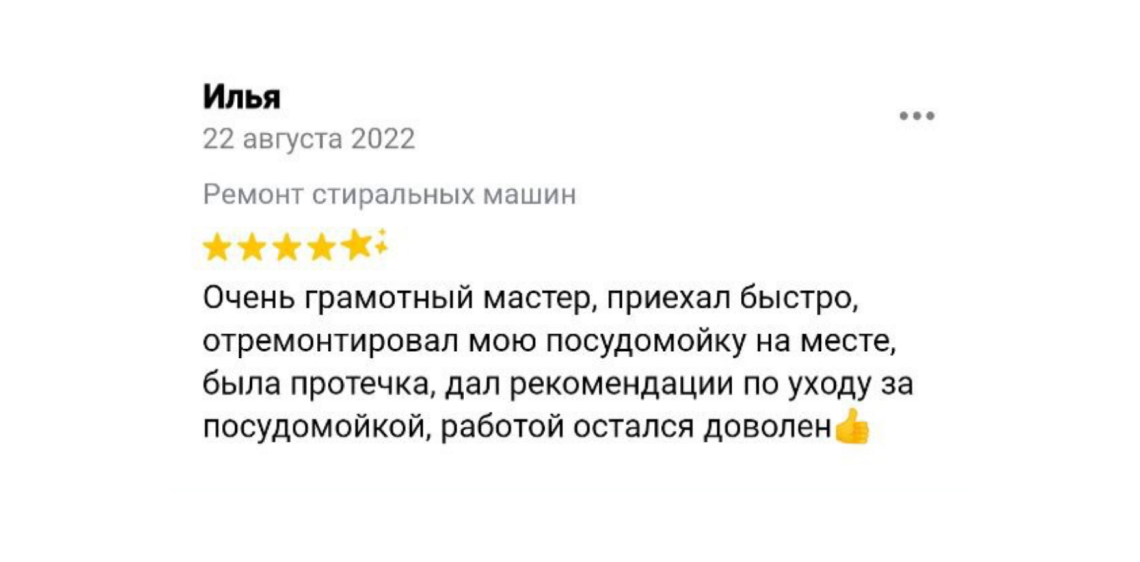 Илья
22 августа 2022
Ремонт стиральных машин
Очень грамотный мастер, приехал быстро,
отремонтировал мою посудомойку на месте,
была протечка, дал рекомендации по уходу за
посудомойкой, работой остался доволен👍